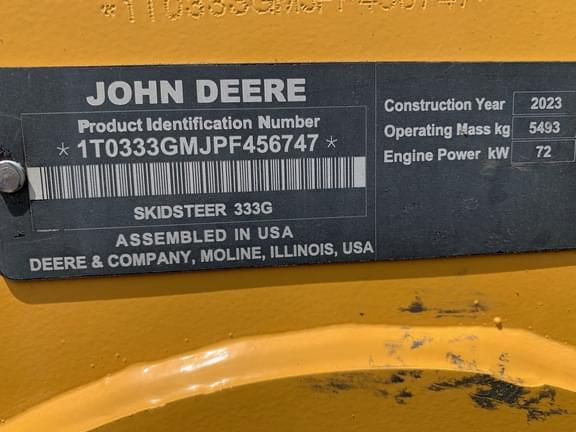 JOHN DEERE
Product Identification Number
* 1T0333GMJPF456747 *
SKIDSTEER 333G
ASSEMBLED IN USA
DEERE & COMPANY, MOLINE, ILLINOIS, USA
Construction Year 2023
Operating Mass kg 5493
Engine Power kW 72